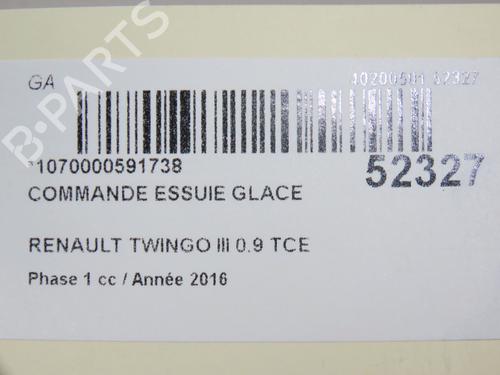 GA
10200501 52327
*1070000591738
52327
COMMANDE ESSUIE GLACE
RENAULT TWINGO III 0.9 TCE
Phase 1 cc / Année 2016
B-PARTS